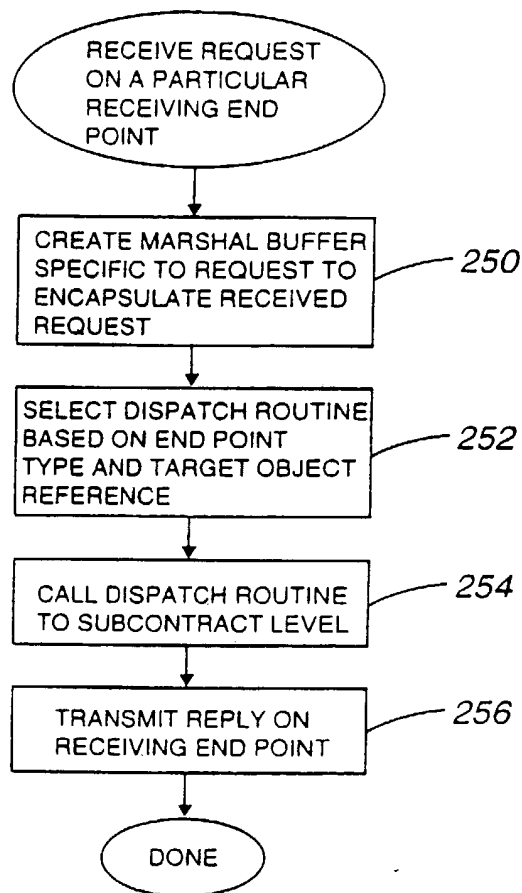 RECEIVE REQUEST
ON A PARTICULAR
RECEIVING END
POINT
CREATE MARSHAL BUFFER
SPECIFIC TO REQUEST TO
ENCAPSULATE RECEIVED
REQUEST
250
SELECT DISPATCH ROUTINE
BASED ON END POINT
TYPE AND TARGET OBJECT
REFERENCE
252
CALL DISPATCH ROUTINE
TO SUBCONTRACT LEVEL
254
TRANSMIT REPLY ON
RECEIVING END POINT
256
DONE